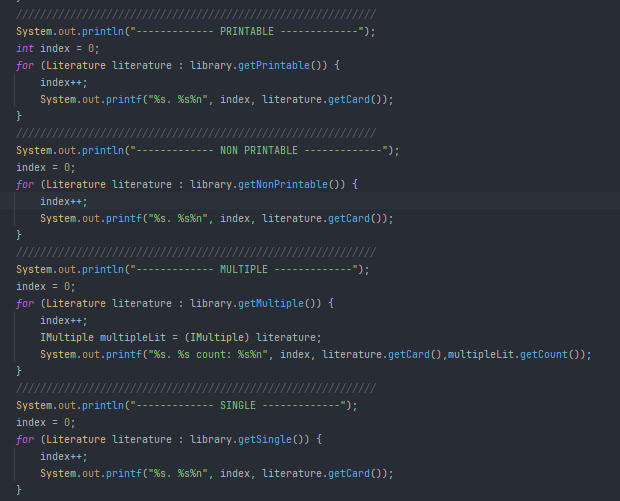 ////////////////////////////////////////////////////////////
System.out.println("------------- PRINTABLE -------------");
int index = 0;
for (Literature literature : library.getPrintable()) {
index++;
System.out.printf("%s. %s%n", index, literature.getCard());
}
////////////////////////////////////////////////////////////
System.out.println("------------- NON PRINTABLE -------------");
index = 0;
for (Literature literature : library.getNonPrintable()) {
index++;
System.out.printf("%s. %s%n", index, literature.getCard());
}
////////////////////////////////////////////////////////////
System.out.println("------------- MULTIPLE -------------");
index = 0;
for (Literature literature : library.getMultiple()) {
index++;
IMultiple multipleLit = (IMultiple) literature;
System.out.printf("%s. %s count: %s%n", index, literature.getCard(),multipleLit.getCount());
}
////////////////////////////////////////////////////////////
System.out.println("------------- SINGLE -------------");
index = 0;
for (Literature literature : library.getSingle()) {
index++;
System.out.printf("%s. %s%n", index, literature.getCard());
}